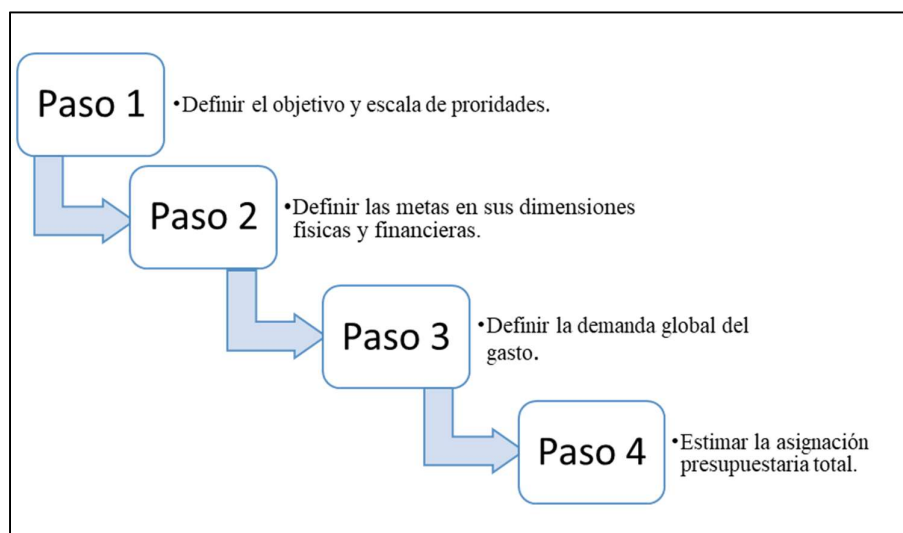 Paso 1
•Definir el objetivo y escala de proridades.
Paso 2
•Definir las metas en sus dimensiones
fisicas y financieras.
Paso 3
•Definir la demanda global del
gasto.
Paso 4
•Estimar la asignación
presupuestaria total.